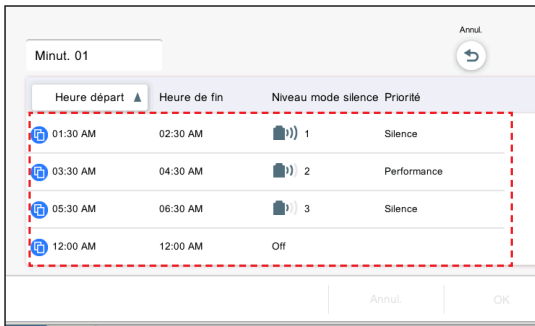 Annul.
Minut. 01
Heure départ Heure de fin Niveau mode silence Priorité
01:30 AM 02:30 AM 1 Silence
03:30 AM 04:30 AM 2 Performance
05:30 AM 06:30 AM 3 Silence
12:00 AM 12:00 AM Off
Annul. OK